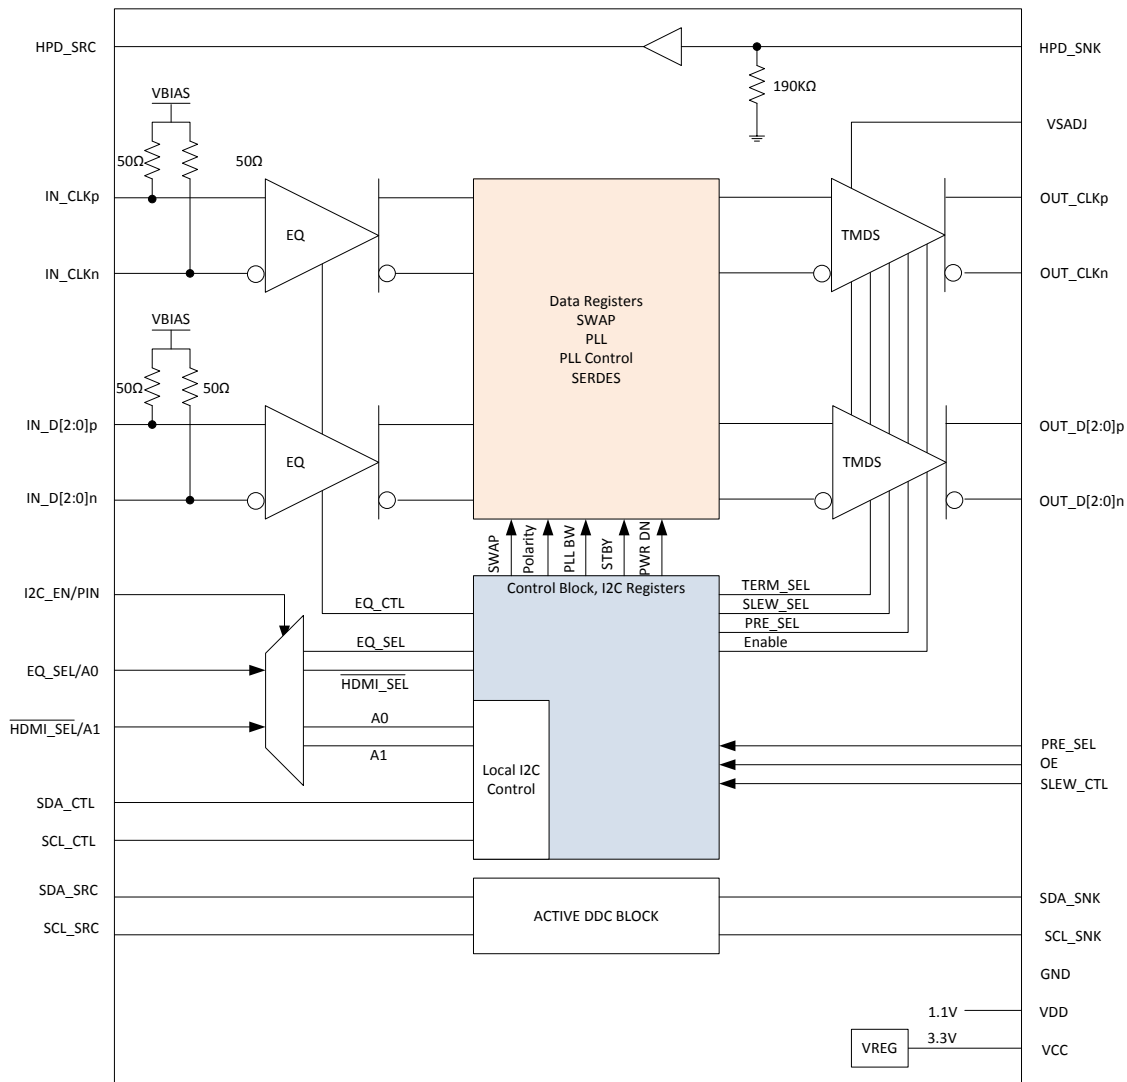 HPD_SRC
HPD_SNK
190KΩ
VBIAS
VSADJ
50Ω
50Ω
IN_CLKp
OUT_CLKp
EQ
TMDS
IN_CLKn
OUT_CLKn
Data Registers
SWAP
PLL
PLL Control
SERDES
VBIAS
50Ω
50Ω
IN_D[2:0]p
OUT_D[2:0]p
EQ
TMDS
IN_D[2:0]n
OUT_D[2:0]n
SWAP
Polarity
PLL BW
STBY
PWR DN
I2C_EN/PIN
Control Block, I2C Registers
TERM_SEL
EQ_CTL
SLEW_SEL
PRE_SEL
EQ_SEL
Enable
EQ_SEL/A0
HDMI_SEL
A0
HDMI_SEL/A1
A1
PRE_SEL
OE
SLEW_CTL
Local I2C
Control
SDA_CTL
SCL_CTL
SDA_SRC
SDA_SNK
ACTIVE DDC BLOCK
SCL_SRC
SCL_SNK
GND
1.1V
VDD
3.3V
VREG
VCC